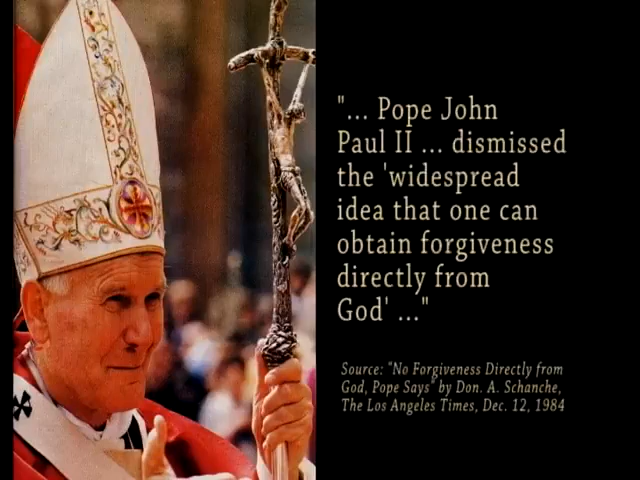 "... Pope John
Paul II ... dismissed
the 'widespread
idea that one can
obtain forgiveness
directly from
God' ..."
Source: "No Forgiveness Directly from
God, Pope Says" by Don. A. Schanche,
The Los Angeles Times, Dec. 12, 1984